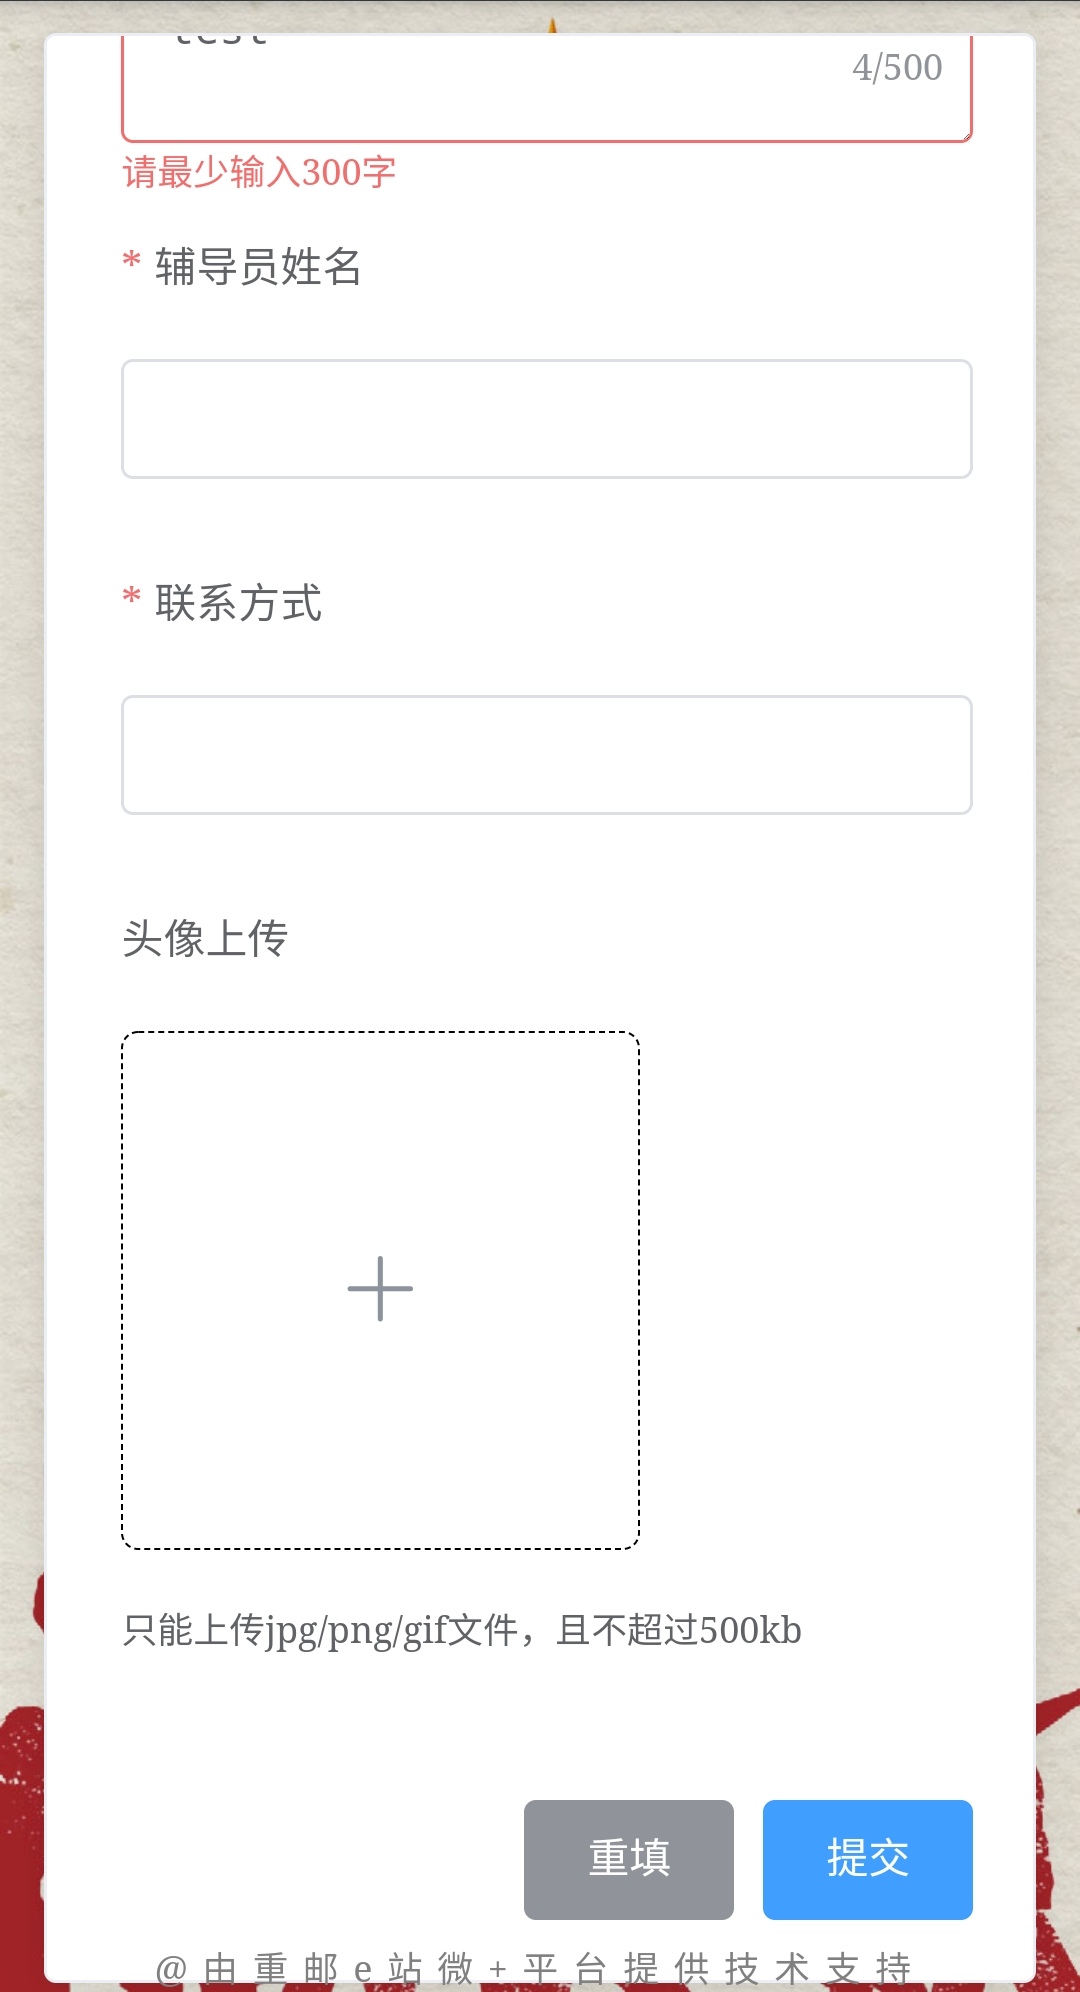 test
4/500
请最少输入300字
* 辅导员姓名
* 联系方式
头像上传
只能上传jpg/png/gif文件，且不超过500kb
重填 提交
@由重邮e站微+平台提供技术支持